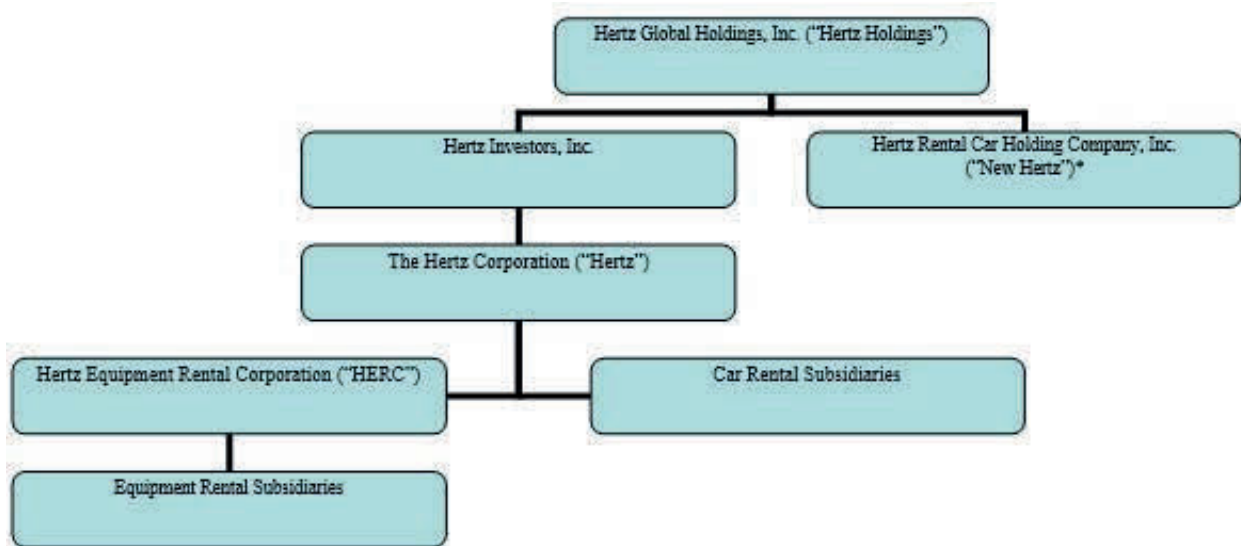 Hertz Global Holdings, Inc. (“Hertz Holdings”)
Hertz Investors, Inc.
Hertz Rental Car Holding Company, Inc.
(“New Hertz”)*
The Hertz Corporation (“Hertz”)
Hertz Equipment Rental Corporation (“HERC”)
Car Rental Subsidiaries
Equipment Rental Subsidiaries